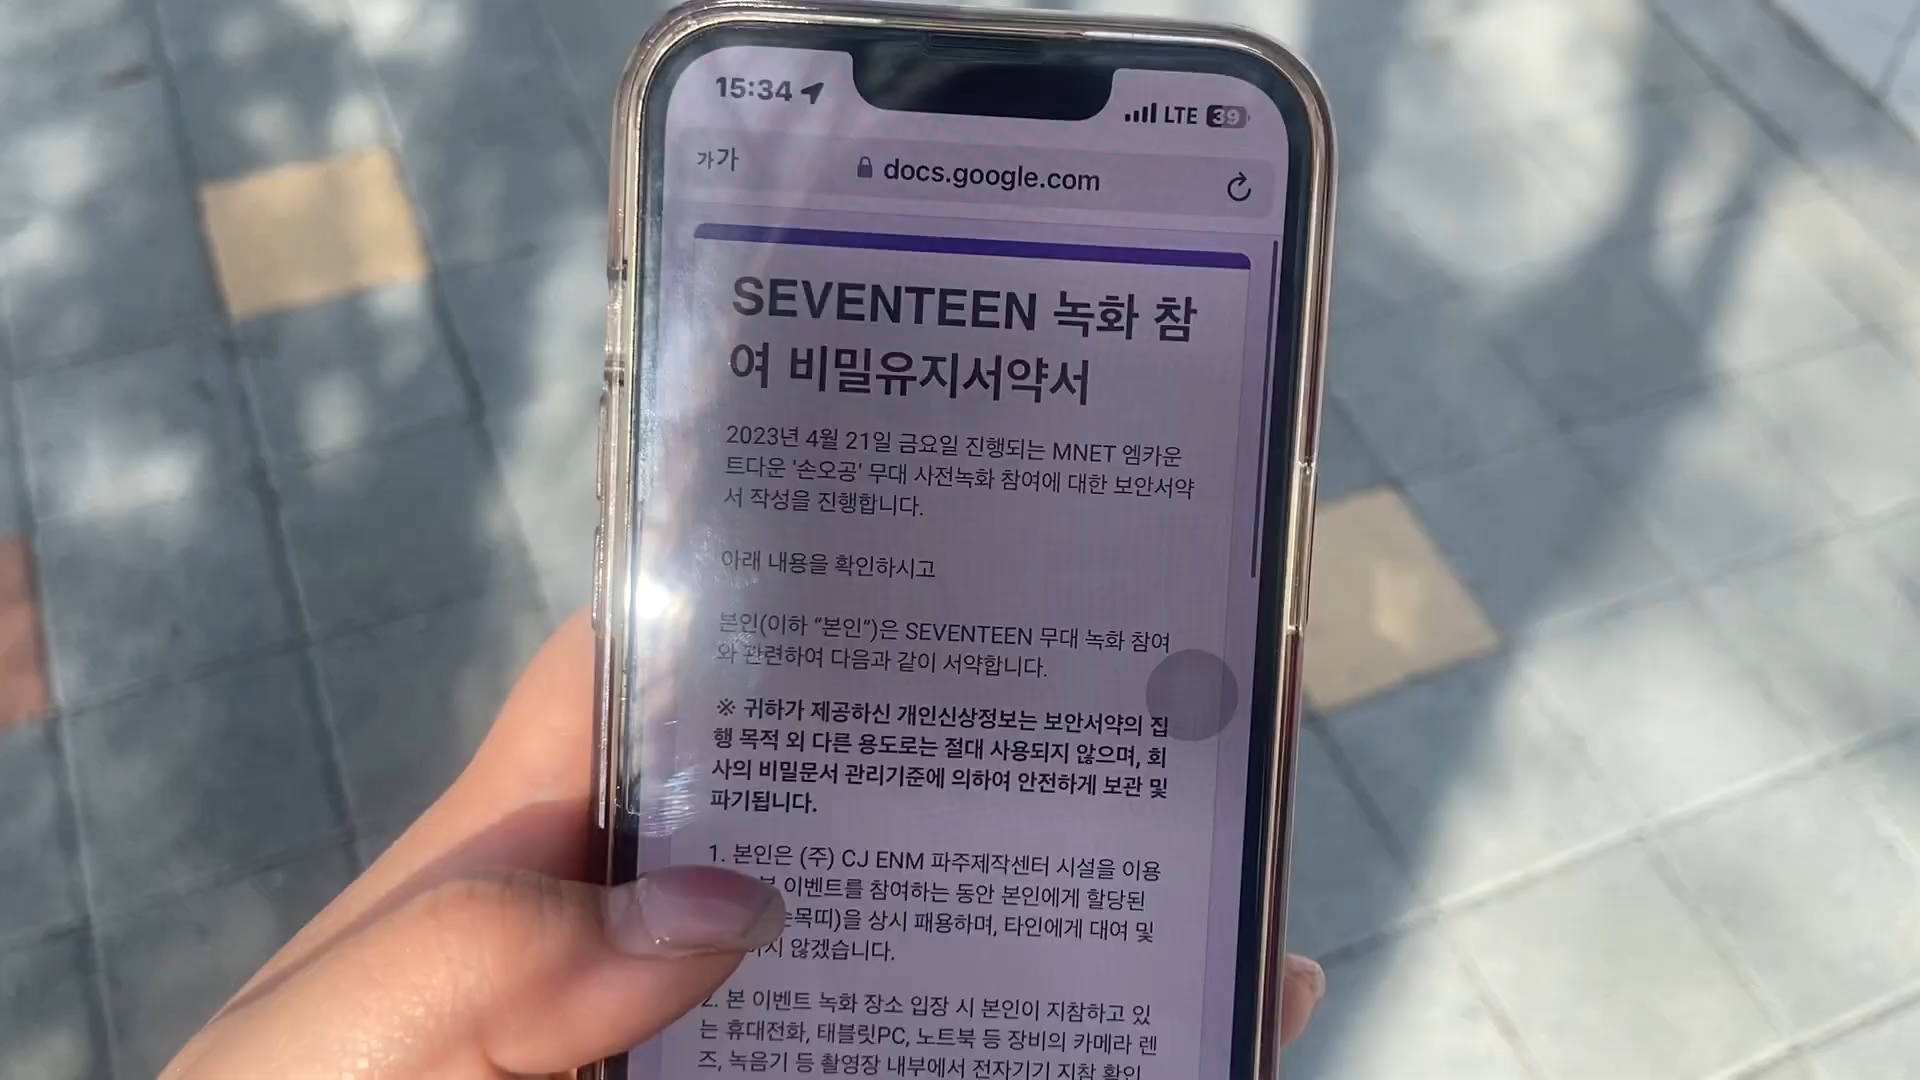 15:34
LTE 39
가가 docs.google.com
SEVENTEEN 녹화 참
여 비밀유지서약서
2023년 4월 21일 금요일 진행되는 MNET 엠카운
트다운 '손오공' 무대 사전녹화 참여에 대한 보안서약
서 작성을 진행합니다.
아래 내용을 확인하시고
본인(이하 “본인”)은 SEVENTEEN 무대 녹화 참여
와 관련하여 다음과 같이 서약합니다.
※ 귀하가 제공하신 개인신상정보는 보안서약의 집
행 목적 외 다른 용도로는 절대 사용되지 않으며, 회
사의 비밀문서 관리기준에 의하여 안전하게 보관 및
파기됩니다.
1. 본인은 (주) CJ ENM 파주제작센터 시설을 이용
본 이벤트를 참여하는 동안 본인에게 할당된
손목띠)을 상시 패용하며, 타인에게 대여 및
않겠습니다.
2. 본 이벤트 녹화 장소 입장 시 본인이 지참하고 있
는 휴대전화, 태블릿PC, 노트북 등 장비의 카메라 렌
즈, 녹음기 등 촬영장 내부에서 전자기기 지참 확인